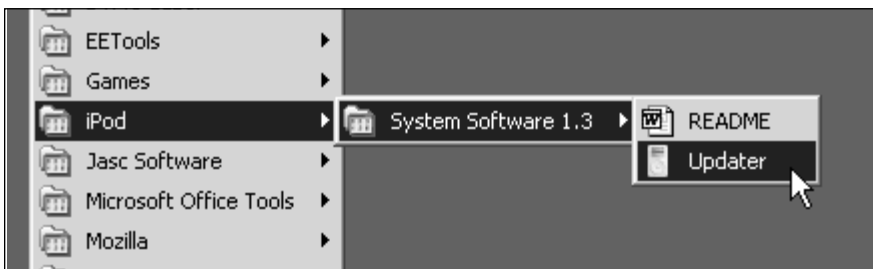 EETools
Games
iPod
System Software 1.3
README
Updater
Jasc Software
Microsoft Office Tools
Mozilla